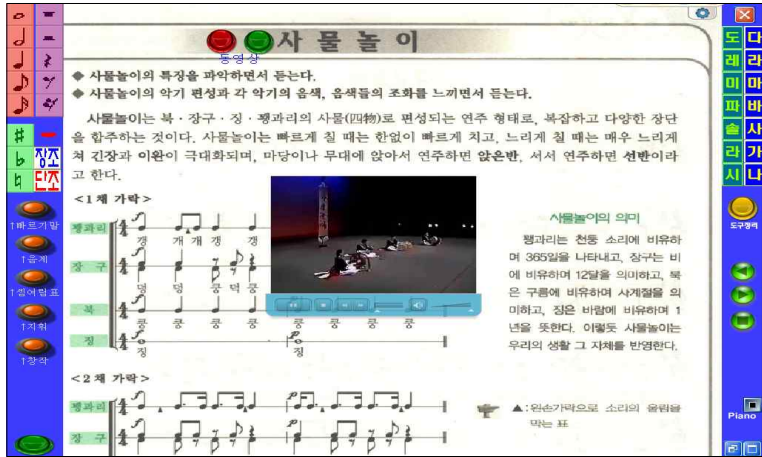 사물놀이
동영상
◆ 사물놀이의 특징을 파악하면서 듣는다.
◆ 사물놀이의 악기 편성과 각 악기의 음색, 음색들의 조화를 느끼면서 듣는다.
사물놀이는 북·장구·징·꽹과리의 사물(四物)로 편성되는 연주 형태로, 복잡하고 다양한 장단
을 합주하는 것이다. 사물놀이는 빠르게 칠 때는 한없이 빠르게 치고, 느리게 칠 때는 매우 느리게
쳐 긴장과 이완이 극대화되며, 마당이나 무대에 앉아서 연주하면 앉은반, 서서 연주하면 선반이라
고 한다.
<1채 가락>
꽹과리
갱 개 개 갱 갱
장 구
덩 덩 쿵 덕 쿵
북
쿵 쿵 쿵 쿵 쿵 쿵 쿵 쿵
징
징 징
사물놀이의 의미
꽹과리는 천둥 소리에 비유하
며 365일을 나타내고, 장구는 비
에 비유하며 12달을 의미하고, 북
은 구름에 비유하며 사계절을 의
미하고, 징은 바람에 비유하며 1
년을 뜻한다. 이렇듯 사물놀이는
우리의 생활 그 자체를 반영한다.
<2채 가락>
꽹과리
장 구
▲:왼손가락으로 소리의 울림을
막는 표
장조
단조
↑빠르기말
↑음계
↑셈여림표
↑지휘
↑창작
도 다
레 라
미 마
파 바
솔 사
라 가
시 나
도구정리
Piano